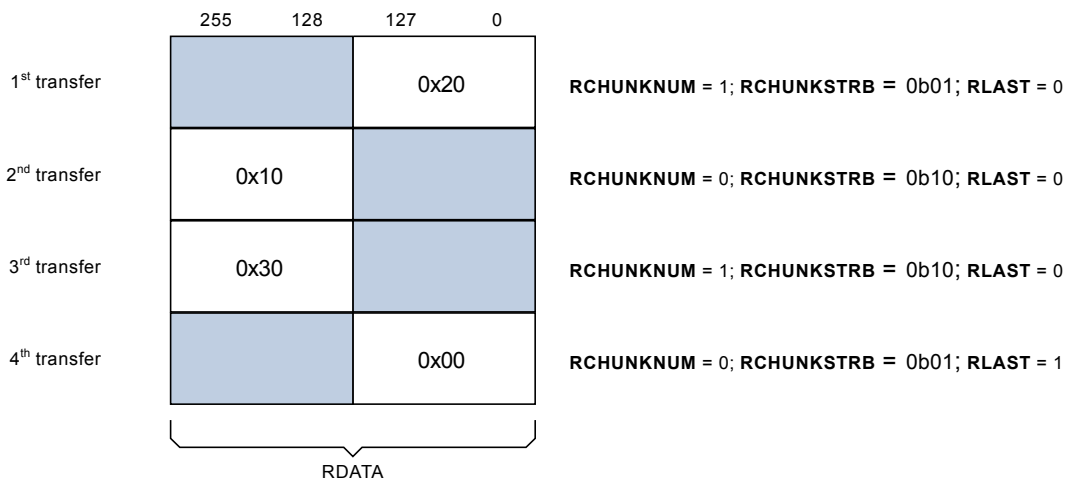 255 128 127 0
1st transfer 0x20 RCHUNKNUM = 1; RCHUNKSTRB = 0b01; RLAST = 0
2nd transfer 0x10 RCHUNKNUM = 0; RCHUNKSTRB = 0b10; RLAST = 0
3rd transfer 0x30 RCHUNKNUM = 1; RCHUNKSTRB = 0b10; RLAST = 0
4th transfer 0x00 RCHUNKNUM = 0; RCHUNKSTRB = 0b01; RLAST = 1
RDATA